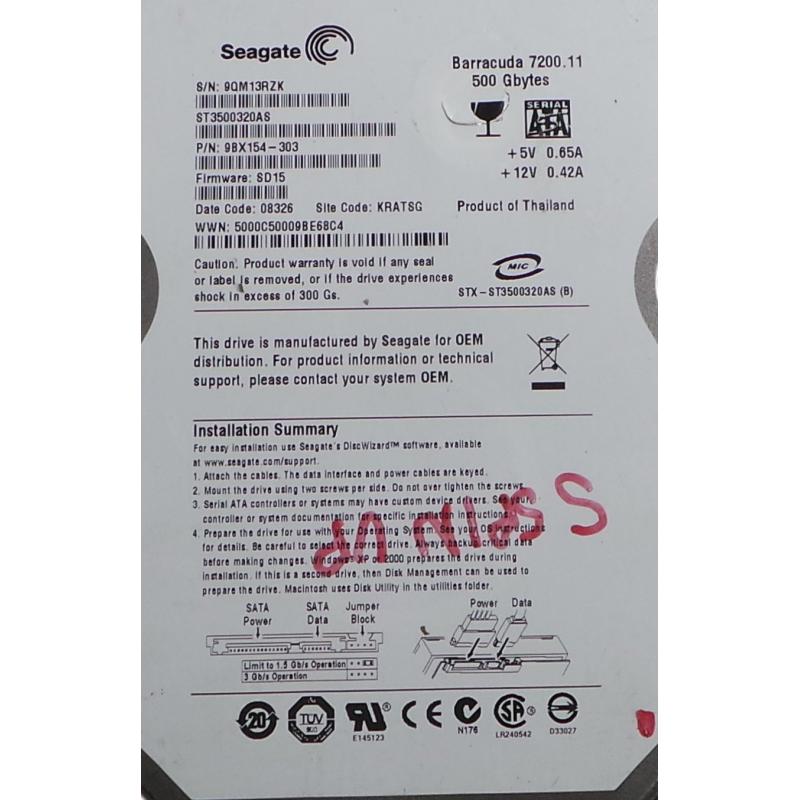 Seagate
Barracuda 7200.11
500 Gbytes
S/N: 9QM13RZK
ST3500320AS
SERIAL
ATA
P/N: 9BX154-303
+5V 0.65A
+12V 0.42A
Firmware: SD15
Date Code: 08326 Site Code: KRATSG
Product of Thailand
WWN: 5000C50009BE68C4
Caution: Product warranty is void if any seal
or label is removed, or if the drive experiences
shock in excess of 300 Gs.
MIC
STX-ST3500320AS (B)
This drive is manufactured by Seagate for OEM
distribution. For product information or technical
support, please contact your system OEM.
Installation Summary
For easy installation use Seagate's DiscWizard™ software, available
at www.seagate.com/support.
1. Attach the cables. The data interface and power cables are keyed.
2. Mount the drive using two screws per side. Do not over tighten the screws.
3. Serial ATA controllers or systems may have custom device drivers. See your
controller or system documentation for specific installation instructions.
4. Prepare the drive for use with your Operating System. See your OS instructions
for details. Be careful to select the correct drive. Always backup critical data
before making changes. Windows XP or 2000 prepares the drive during
installation. If this is a second drive, then Disk Management can be used to
prepare the drive. Macintosh uses Disk Utility in the utilities folder.
SATA Power
SATA Data
Jumper Block
Power Data
Limit to 1.5 Gb/s Operation
3 Gb/s Operation
20
TUV
UR ®
E145123
CE
N176
SA ®
LR240542
D33027